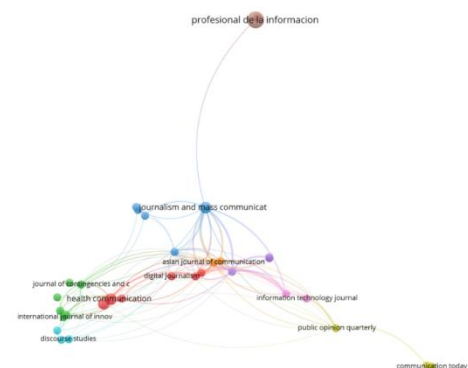 profesional de la informacion
journalism and mass communicat
asian journal of communication
digital journalism
journal of contingencies and c
health communication
information technology journal
international journal of innov
public opinion quarterly
discourse studies
communication today